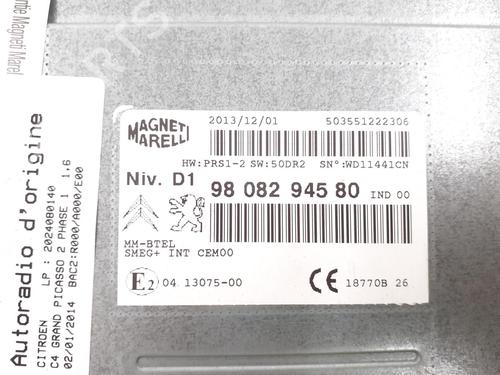 MAGNETI MARELLI
2013/12/01 503551222306
HW:PRS1-2 SW:50DR2 SN°:WD11441CN
Niv. D1 98 082 945 80 IND 00
MM-BTEL
SMEG+ INT CEM00
E2 04 13075-00 CE 18770B 26
Autoradio d'origine
CITROEN LP : 2024080140
C4 GRAND PICASSO 2 PHASE 1 1.6
02/01/2014 BAC2:R000/A000/E00
Magneti Marel